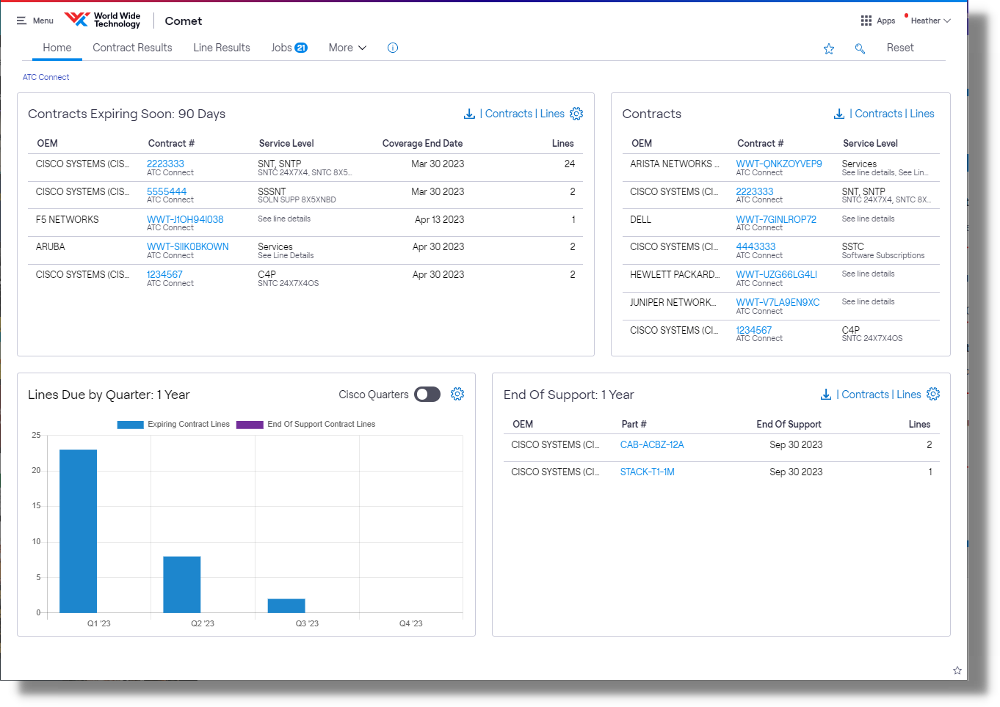 Menu World Wide Technology Comet Apps Heather
Home Contract Results Line Results Jobs 21 More Reset
ATC Connect
Contracts Expiring Soon: 90 Days | Contracts | Lines
OEM Contract # Service Level Coverage End Date Lines
CISCO SYSTEMS (CIS... 2223333 SNT, SNTP Mar 30 2023 24
ATC Connect SNTC 24X7X4, SNTC 8X5...
CISCO SYSTEMS (CIS... 5555444 SSSNT Mar 30 2023 2
ATC Connect SOLN SUPP 8X5XNBD
F5 NETWORKS WWT-J1OH94I038 See line details Apr 13 2023 1
ATC Connect
ARUBA WWT-SIIK0BKOWN Services Apr 30 2023 2
ATC Connect See Line Details
CISCO SYSTEMS (CIS... 1234567 C4P Apr 30 2023 2
ATC Connect SNTC 24X7X4OS
Contracts | Contracts | Lines
OEM Contract # Service Level
ARISTA NETWORKS ... WWT-QNKZOYVEP9 Services
ATC Connect See line details, See Lin...
CISCO SYSTEMS (CI... 2223333 SNT, SNTP
ATC Connect SNTC 24X7X4, SNTC 8X...
DELL WWT-7GINLROP72 See line details
ATC Connect
CISCO SYSTEMS (CI... 4443333 SSTC
ATC Connect Software Subscriptions
HEWLETT PACKARD... WWT-UZG66LG4LI See line details
ATC Connect
JUNIPER NETWORK... WWT-V7LA9EN9XC See line details
ATC Connect
CISCO SYSTEMS (CI... 1234567 C4P
ATC Connect SNTC 24X7X4OS
Lines Due by Quarter: 1 Year Cisco Quarters
Expiring Contract Lines End Of Support Contract Lines
25
20
15
10
5
0
Q1 '23 Q2 '23 Q3 '23 Q4 '23
End Of Support: 1 Year | Contracts | Lines
OEM Part # End Of Support Lines
CISCO SYSTEMS (CI... CAB-ACBZ-12A Sep 30 2023 2
CISCO SYSTEMS (CI... STACK-T1-1M Sep 30 2023 1